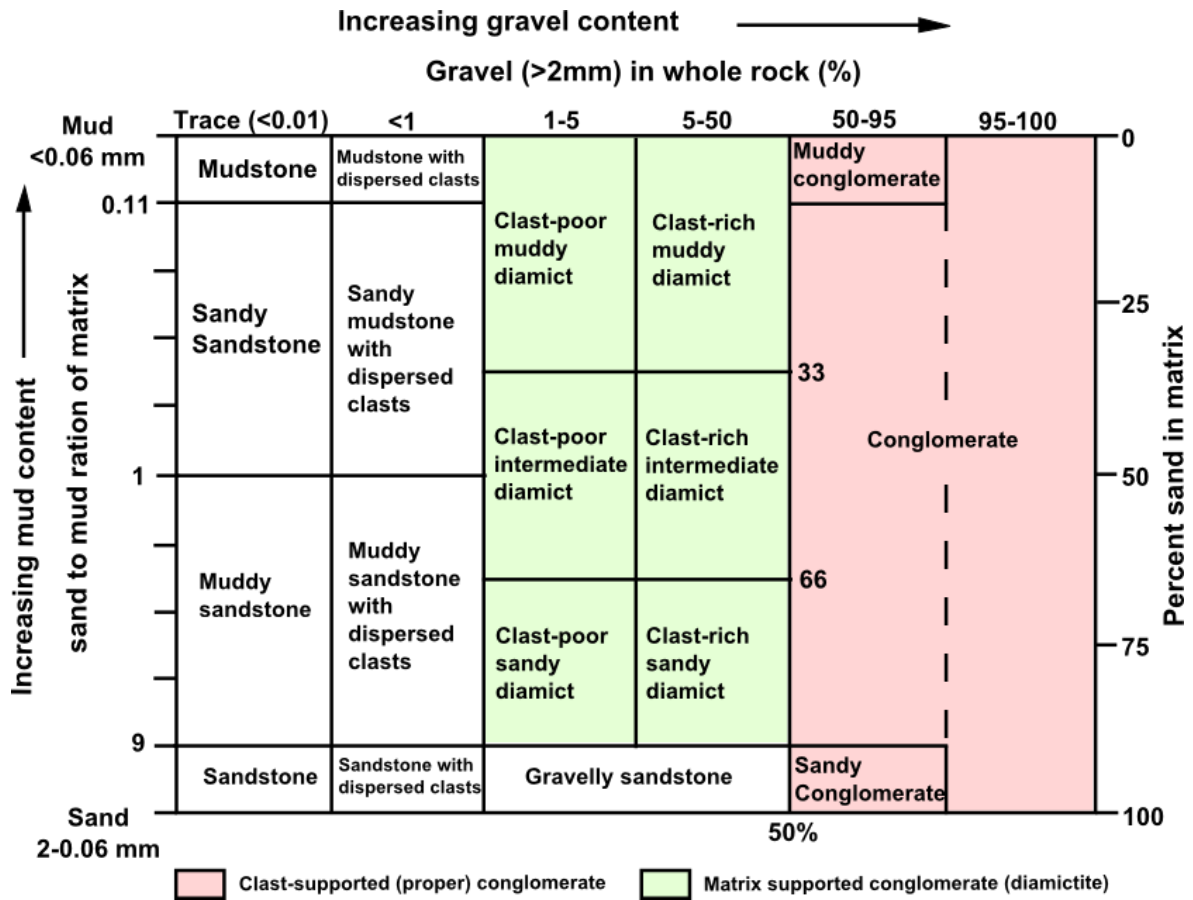 Increasing gravel content
Gravel (>2mm) in whole rock (%)
Mud
<0.06 mm
Trace (<0.01)
<1
1-5
5-50
50-95
95-100
0
Mudstone
Mudstone with
dispersed clasts
Muddy
conglomerate
0.11
Clast-poor
muddy
diamict
Clast-rich
muddy
diamict
Sandy
Sandstone
Sandy
mudstone
with
dispersed
clasts
25
33
Increasing mud content
sand to mud ration of matrix
Percent sand in matrix
Clast-poor
intermediate
diamict
Clast-rich
intermediate
diamict
Conglomerate
1
50
Muddy
sandstone
Muddy
sandstone
with
dispersed
clasts
66
Clast-poor
sandy
diamict
Clast-rich
sandy
diamict
75
9
Sandstone
Sandstone with
dispersed clasts
Gravelly sandstone
Sandy
Conglomerate
Sand
2-0.06 mm
50%
100
Clast-supported (proper) conglomerate
Matrix supported conglomerate (diamictite)